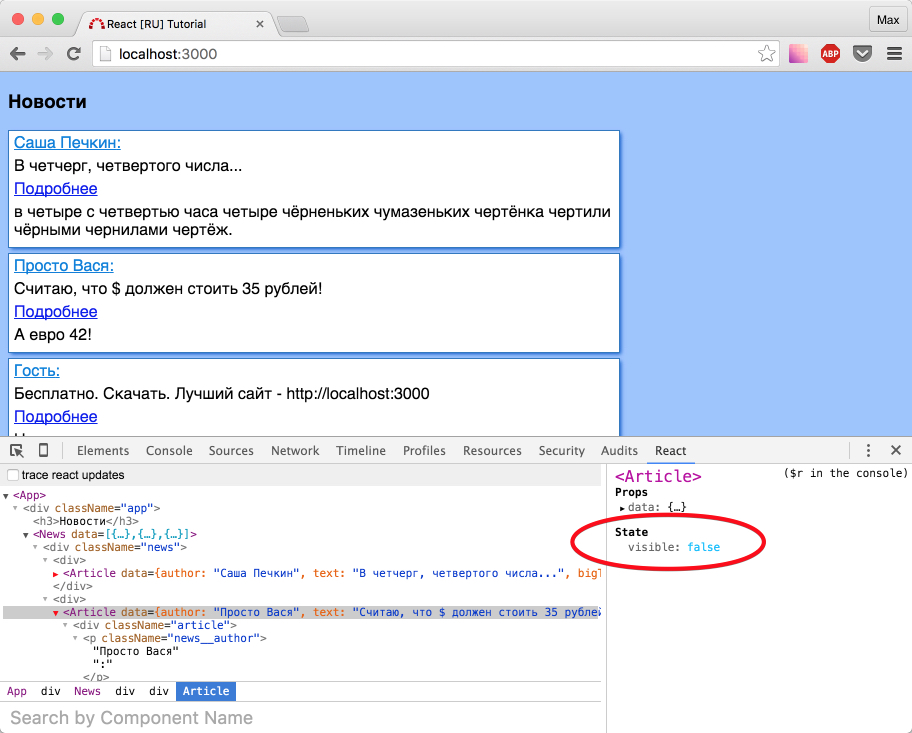 React [RU] Tutorial
Max
localhost:3000
ABP
Новости
Саша Печкин:
В четчерг, четвертого числа...
Подробнее
в четыре с четвертью часа четыре чёрненьких чумазеньких чертёнка чертили
чёрными чернилами чертёж.
Просто Вася:
Считаю, что $ должен стоить 35 рублей!
Подробнее
А евро 42!
Гость:
Бесплатно. Скачать. Лучший сайт - http://localhost:3000
Подробнее
Elements Console Sources Network Timeline Profiles Resources Security Audits React
trace react updates
<App>
<div className="app">
<h3>Новости</h3>
<News data=[{…},{…},{…}]>
<div className="news">
<div>
<Article data={author: "Саша Печкин", text: "В четчерг, четвертого числа...", bigT
</div>
<div>
<Article data={author: "Просто Вася", text: "Считаю, что $ должен стоить 35 рублей
<div className="article">
<p className="news__author">
"Просто Вася"
":"
</p>
App div News div div Article
Search by Component Name
<Article> ($r in the console)
Props
data: {…}
State
visible: false